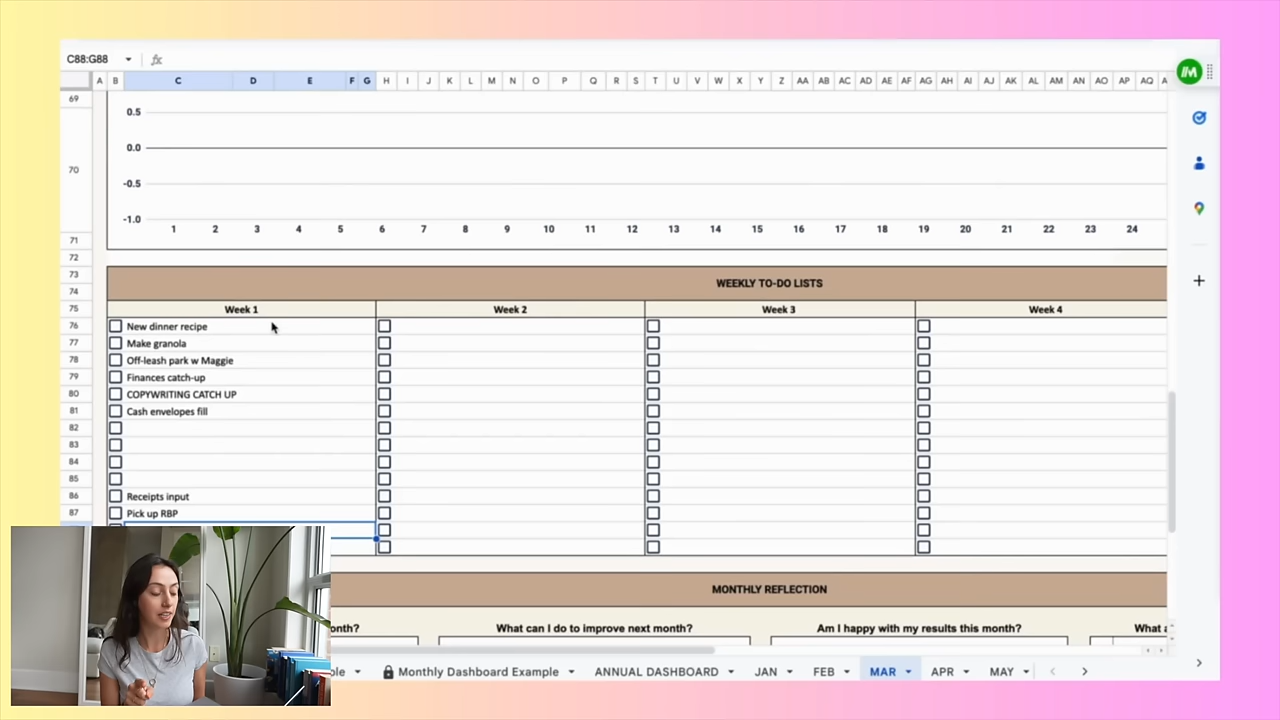 C88:G88 fx
A B C D E F G H I J K L M N O P Q R S T U V W X Y Z AA AB AC AD AE AF AG AH AI AJ AK AL AM AN AO AP AQ A
69
0.5
0.0
70
-0.5
-1.0
1 2 3 4 5 6 7 8 9 10 11 12 13 14 15 16 17 18 19 20 21 22 23 24
71
72
73
WEEKLY TO-DO LISTS
74
75 Week 1 Week 2 Week 3 Week 4
76 New dinner recipe
77 Make granola
78 Off-leash park w Maggie
79 Finances catch-up
80 COPYWRITING CATCH UP
81 Cash envelopes fill
82
83
84
85
86 Receipts input
87 Pick up RBP
MONTHLY REFLECTION
onth? What can I do to improve next month? Am I happy with my results this month? What a
ple Monthly Dashboard Example ANNUAL DASHBOARD JAN FEB MAR APR MAY